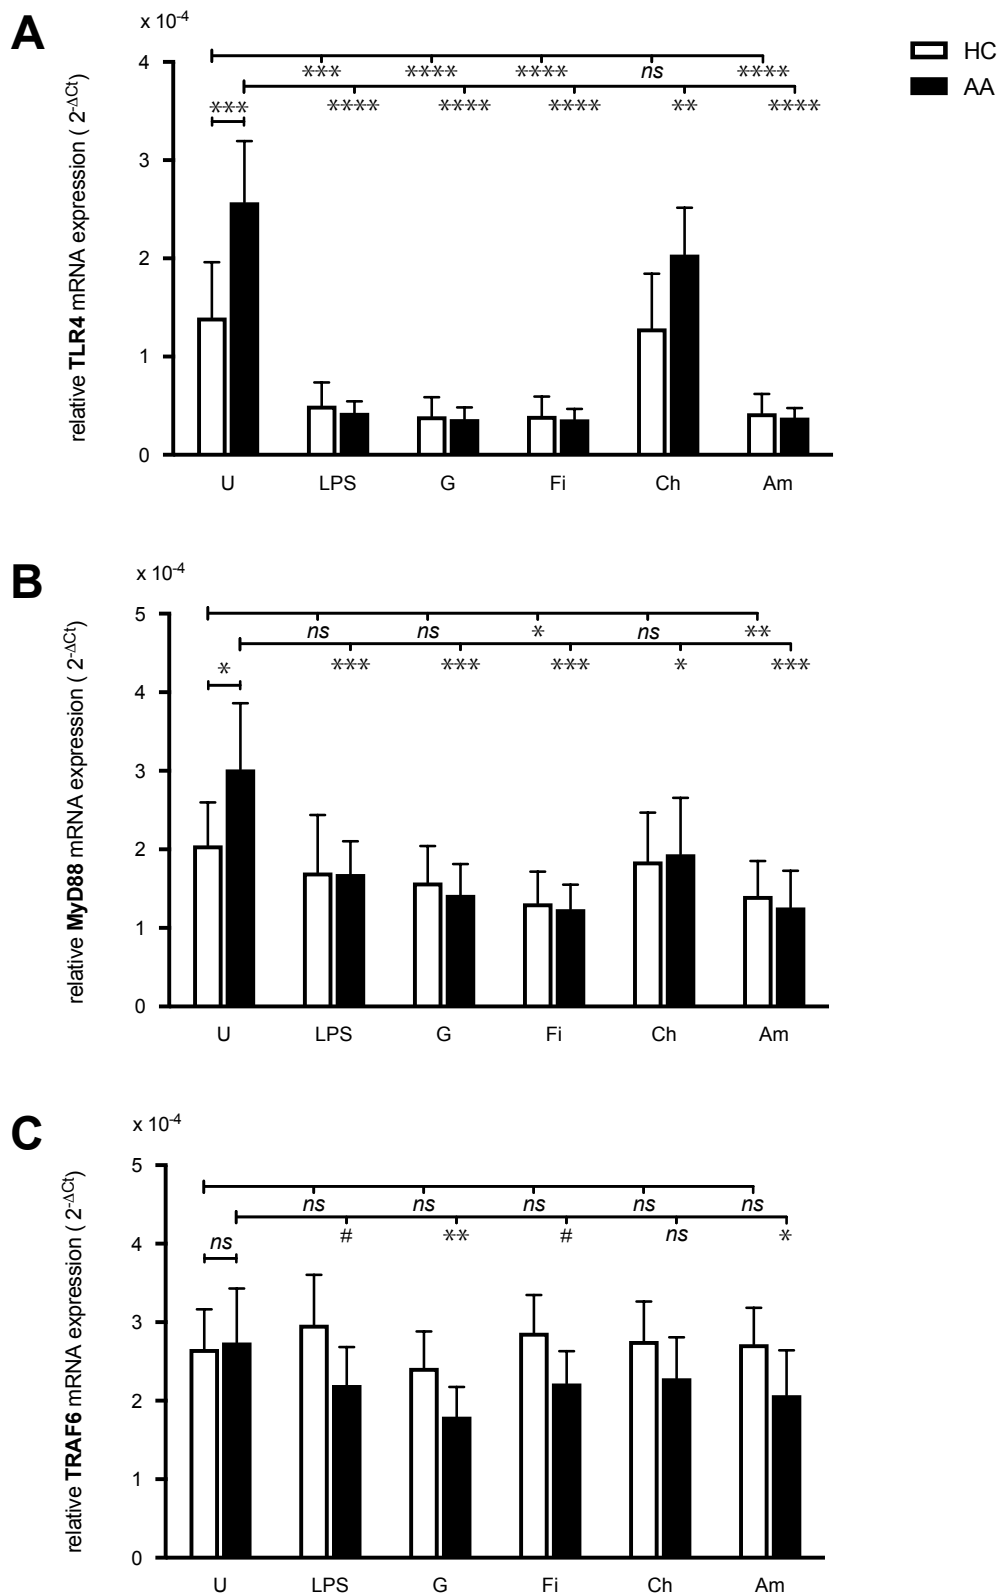 A
x 10-4
HC
AA
relative TLR4 mRNA expression ( 2-ΔCt)
4
3
2
1
0
*** **** **** ns ****
*** **** **** **** ** ****
U LPS G Fi Ch Am
B
x 10-4
relative MyD88 mRNA expression ( 2-ΔCt)
5
4
3
2
1
0
ns ns * ns **
* *** *** *** * ***
U LPS G Fi Ch Am
C
x 10-4
relative TRAF6 mRNA expression ( 2-ΔCt)
5
4
3
2
1
0
ns ns ns ns ns
ns # ** # ns *
U LPS G Fi Ch Am